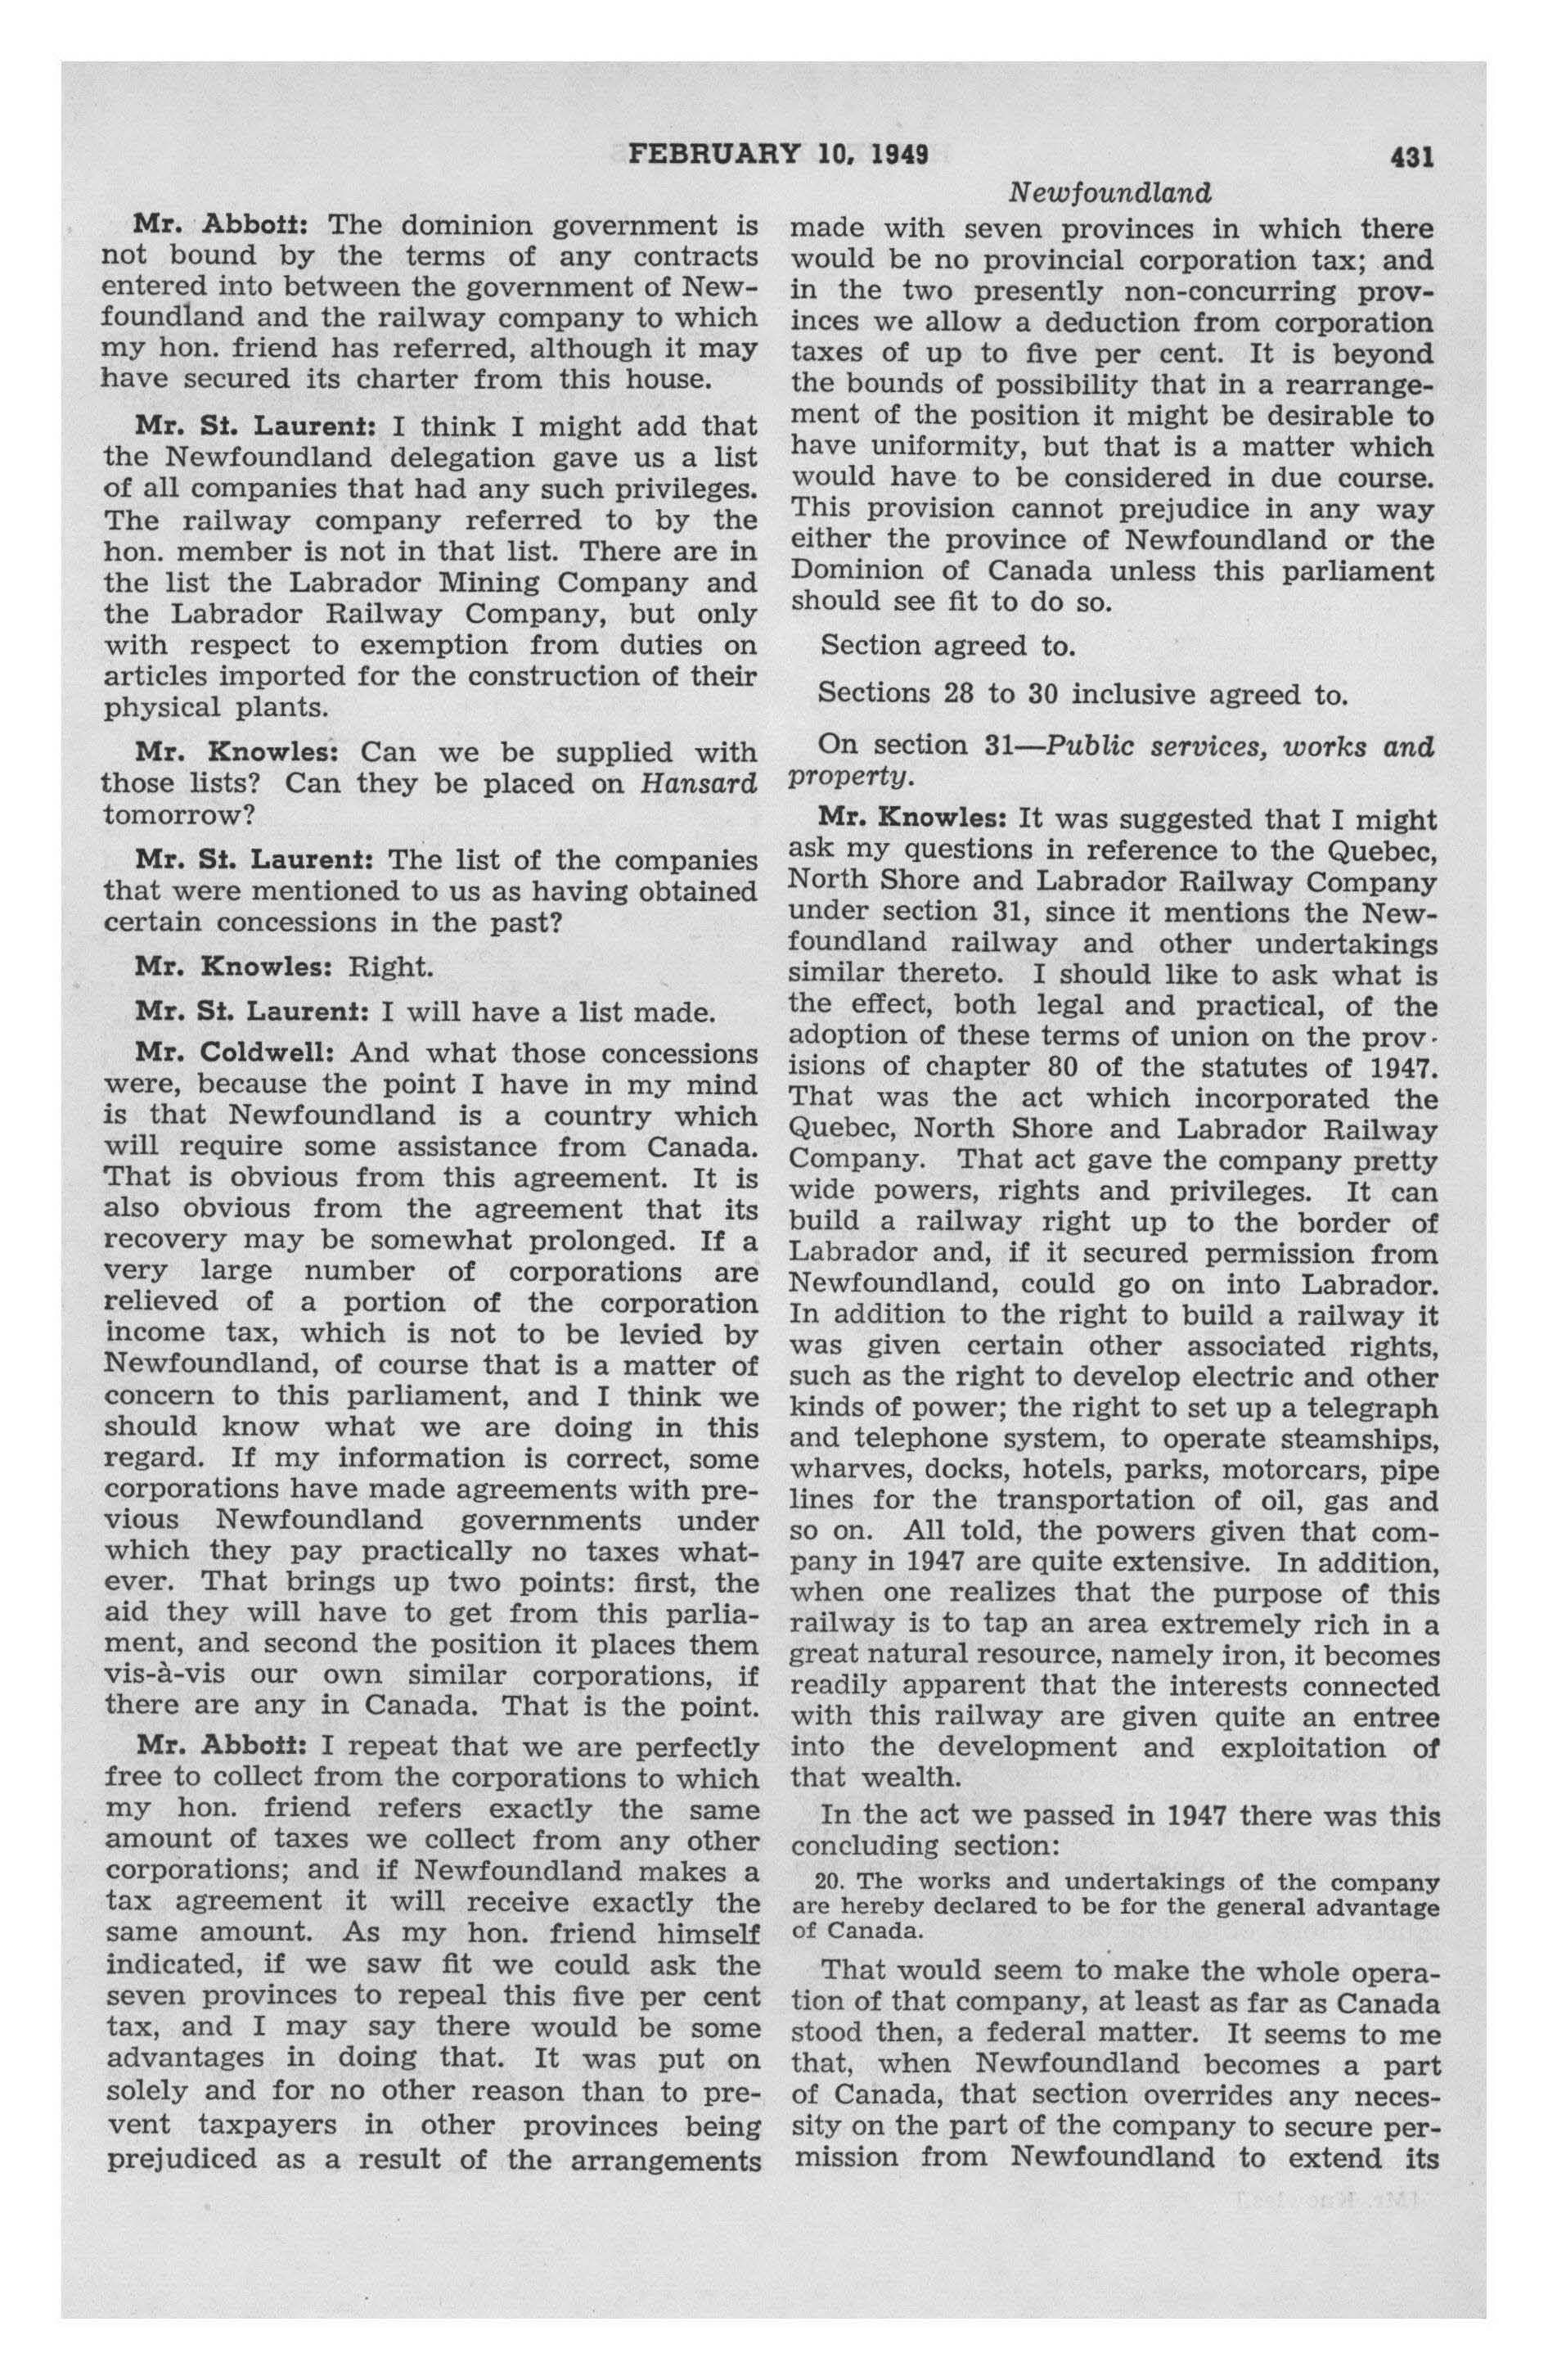 FEBRUARY 10, 1949
431
Newfoundland
Mr. Abbott: The dominion government is
not bound by the terms of any contracts
entered into between the government of New-
foundland and the railway company to which
my hon. friend has referred, although it may
have secured its charter from this house.
Mr. St. Laurent: I think I might add that
the Newfoundland delegation gave us a list
of all companies that had any such privileges.
The railway company referred to by the
hon. member is not in that list. There are in
the list the Labrador Mining Company and
the Labrador Railway Company, but only
with respect to exemption from duties on
articles imported for the construction of their
physical plants.
Mr. Knowles: Can we be supplied with
those lists? Can they be placed on Hansard
tomorrow?
Mr. St. Laurent: The list of the companies
that were mentioned to us as having obtained
certain concessions in the past?
Mr. Knowles: Right.
Mr. St. Laurent: I will have a list made.
Mr. Coldwell: And what those concessions
were, because the point I have in my mind
is that Newfoundland is a country which
will require some assistance from Canada.
That is obvious from this agreement. It is
also obvious from the agreement that its
recovery may be somewhat prolonged. If a
very large number of corporations are
relieved of a portion of the corporation
income tax, which is not to be levied by
Newfoundland, of course that is a matter of
concern to this parliament, and I think we
should know what we are doing in this
regard. If my information is correct, some
corporations have made agreements with pre-
vious Newfoundland governments under
which they pay practically no taxes what-
ever. That brings up two points: first, the
aid they will have to get from this parlia-
ment, and second the position it places them
vis-à-vis our own similar corporations, if
there are any in Canada. That is the point.
Mr. Abbott: I repeat that we are perfectly
free to collect from the corporations to which
my hon. friend refers exactly the same
amount of taxes we collect from any other
corporations; and if Newfoundland makes a
tax agreement it will receive exactly the
same amount. As my hon. friend himself
indicated, if we saw fit we could ask the
seven provinces to repeal this five per cent
tax, and I may say there would be some
advantages in doing that. It was put on
solely and for no other reason than to pre-
vent taxpayers in other provinces being
prejudiced as a result of the arrangements
made with seven provinces in which there
would be no provincial corporation tax; and
in the two presently non-concurring prov-
inces we allow a deduction from corporation
taxes of up to five per cent. It is beyond
the bounds of possibility that in a rearrange-
ment of the position it might be desirable to
have uniformity, but that is a matter which
would have to be considered in due course.
This provision cannot prejudice in any way
either the province of Newfoundland or the
Dominion of Canada unless this parliament
should see fit to do so.
Section agreed to.
Sections 28 to 30 inclusive agreed to.
On section 31—Public services, works and
property.
Mr. Knowles: It was suggested that I might
ask my questions in reference to the Quebec,
North Shore and Labrador Railway Company
under section 31, since it mentions the New-
foundland railway and other undertakings
similar thereto. I should like to ask what is
the effect, both legal and practical, of the
adoption of these terms of union on the prov-
isions of chapter 80 of the statutes of 1947.
That was the act which incorporated the
Quebec, North Shore and Labrador Railway
Company. That act gave the company pretty
wide powers, rights and privileges. It can
build a railway right up to the border of
Labrador and, if it secured permission from
Newfoundland, could go on into Labrador.
In addition to the right to build a railway it
was given certain other associated rights,
such as the right to develop electric and other
kinds of power; the right to set up a telegraph
and telephone system, to operate steamships,
wharves, docks, hotels, parks, motorcars, pipe
lines for the transportation of oil, gas and
so on. All told, the powers given that com-
pany in 1947 are quite extensive. In addition,
when one realizes that the purpose of this
railway is to tap an area extremely rich in a
great natural resource, namely iron, it becomes
readily apparent that the interests connected
with this railway are given quite an entree
into the development and exploitation of
that wealth.
In the act we passed in 1947 there was this
concluding section:
20. The works and undertakings of the company
are hereby declared to be for the general advantage
of Canada.
That would seem to make the whole opera-
tion of that company, at least as far as Canada
stood then, a federal matter. It seems to me
that, when Newfoundland becomes a part
of Canada, that section overrides any neces-
sity on the part of the company to secure per-
mission from Newfoundland to extend its